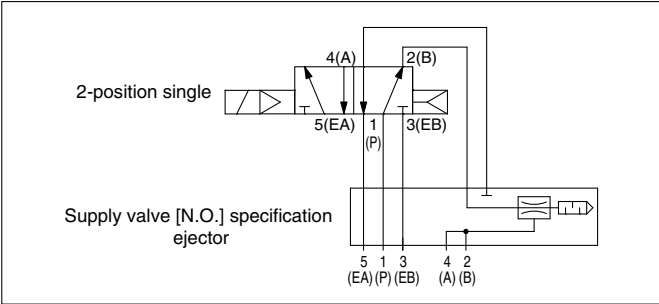 4(A) 2(B)
2-position single
5(EA) 1 3(EB)
(P)
Supply valve [N.O.] specification
ejector
5 1 3 4 2
(EA) (P) (EB) (A) (B)